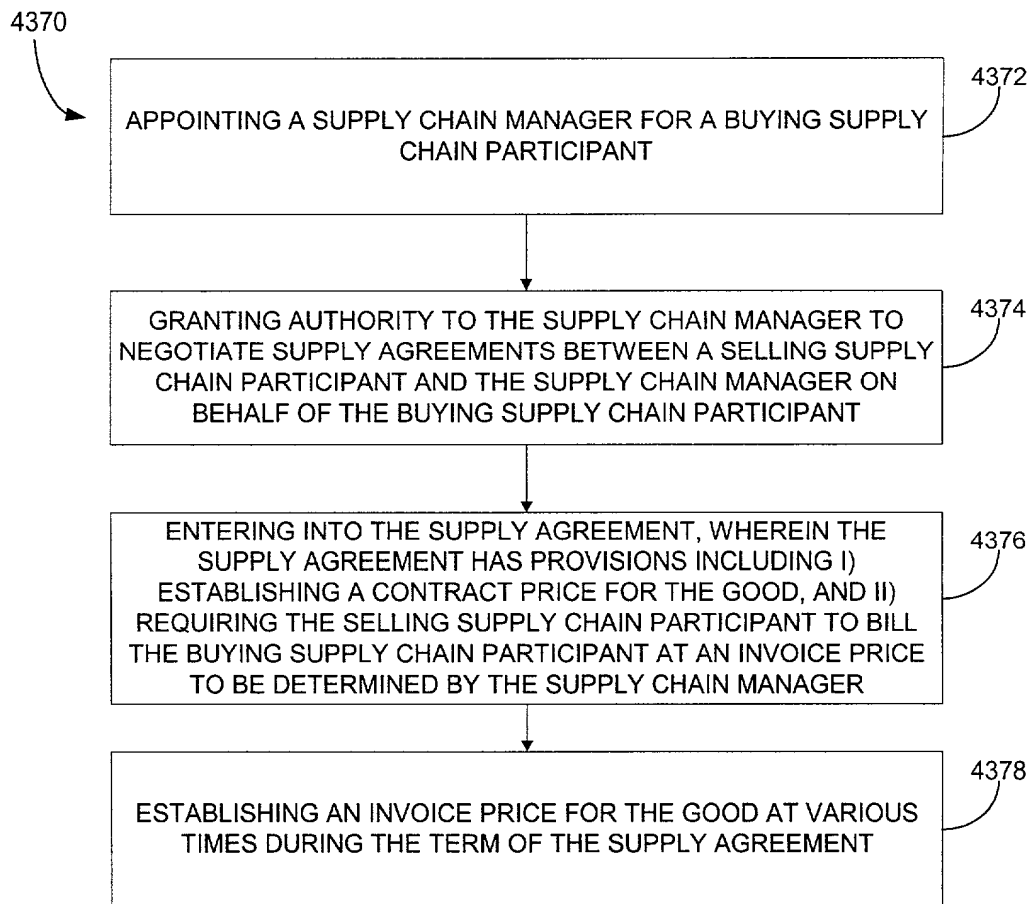 4370
4372
APPOINTING A SUPPLY CHAIN MANAGER FOR A BUYING SUPPLY
CHAIN PARTICIPANT
4374
GRANTING AUTHORITY TO THE SUPPLY CHAIN MANAGER TO
NEGOTIATE SUPPLY AGREEMENTS BETWEEN A SELLING SUPPLY
CHAIN PARTICIPANT AND THE SUPPLY CHAIN MANAGER ON
BEHALF OF THE BUYING SUPPLY CHAIN PARTICIPANT
4376
ENTERING INTO THE SUPPLY AGREEMENT, WHEREIN THE
SUPPLY AGREEMENT HAS PROVISIONS INCLUDING I)
ESTABLISHING A CONTRACT PRICE FOR THE GOOD, AND II)
REQUIRING THE SELLING SUPPLY CHAIN PARTICIPANT TO BILL
THE BUYING SUPPLY CHAIN PARTICIPANT AT AN INVOICE PRICE
TO BE DETERMINED BY THE SUPPLY CHAIN MANAGER
4378
ESTABLISHING AN INVOICE PRICE FOR THE GOOD AT VARIOUS
TIMES DURING THE TERM OF THE SUPPLY AGREEMENT